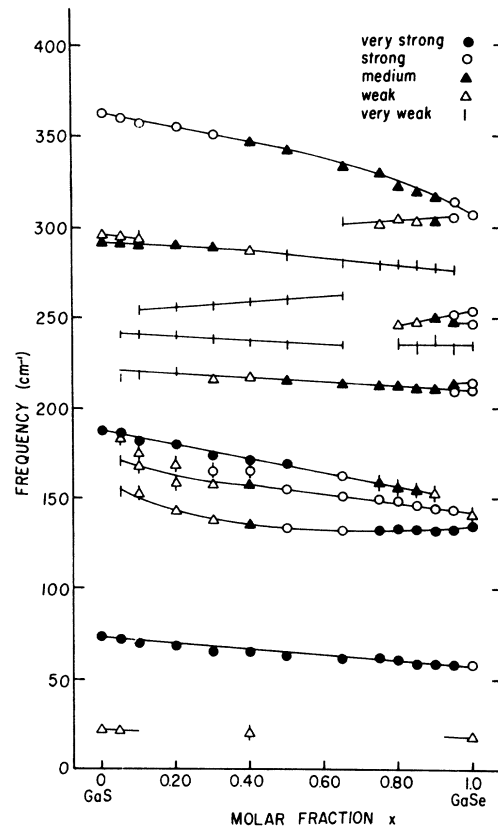 400
350
300
250
200
150
100
50
0
FREQUENCY (cm⁻¹)
very strong
strong
medium
weak
very weak
0 0.20 0.40 0.60 0.80 1.0
GaS GaSe
MOLAR FRACTION x